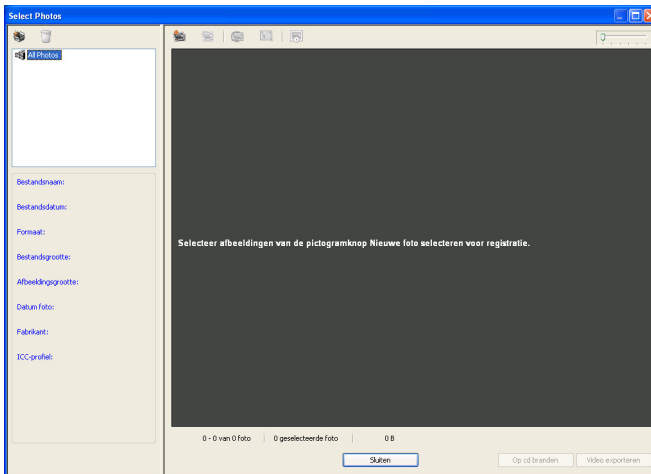 Select Photos
All Photos
Bestandsnaam:
Bestandsdatum:
Formaat:
Bestandsgrootte:
Afbeeldingsgrootte:
Datum foto:
Fabrikant:
ICC-profiel:
Selecteer afbeeldingen van de pictogramknop Nieuwe foto selecteren voor registratie.
0 - 0 van 0 foto
0 geselecteerde foto
0 B
Sluiten
Op cd branden
Video exporteren